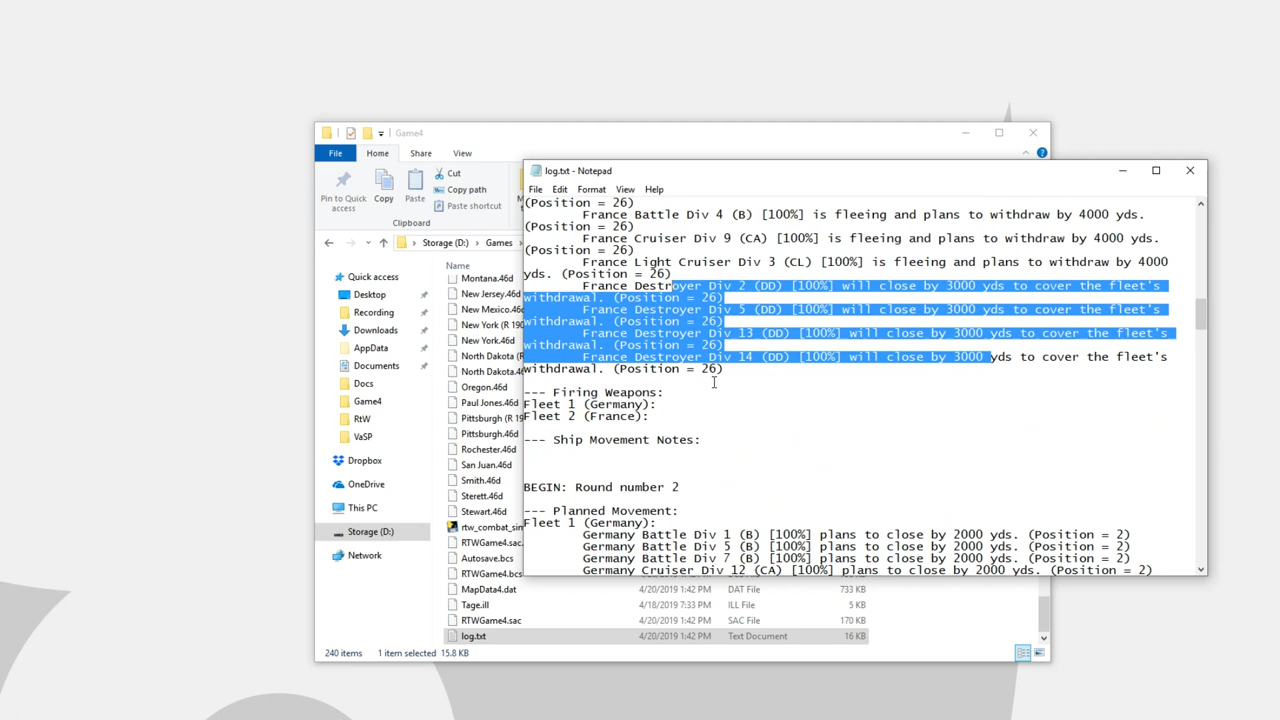 Game4
File
Home
Share
View
Pin to Quick access
Copy
Paste
Cut
Copy path
Paste shortcut
Clipboard
Storage (D:)
Games
Quick access
Desktop
Recording
Downloads
AppData
Documents
Docs
Game4
RtW
VaSP
Dropbox
OneDrive
This PC
Storage (D:)
Network
Name
Montana.46d
New Jersey.46d
New Mexico.46d
New York (R 19
New York.46d
North Dakota (
North Dakota.46
Oregon.46d
Paul Jones.46d
Pittsburgh (R 19
Pittsburgh.46d
Rochester.46d
San Juan.46d
Smith.46d
Sterett.46d
Stewart.46d
rtw_combat_sin
RTWGame4.sac.
Autosave.bcs
RTWGame4.bcs
MapData4.dat 4/20/2019 1:42 PM DAT File 733 KB
Tage.ill 4/18/2019 7:33 PM ILL File 5 KB
RTWGame4.sac 4/20/2019 1:42 PM SAC File 170 KB
log.txt 4/20/2019 1:42 PM Text Document 16 KB
240 items 1 item selected 15.8 KB
log.txt - Notepad
File Edit Format View Help
(Position = 26)
France Battle Div 4 (B) [100%] is fleeing and plans to withdraw by 4000 yds.
(Position = 26)
France Cruiser Div 9 (CA) [100%] is fleeing and plans to withdraw by 4000 yds.
(Position = 26)
France Light Cruiser Div 3 (CL) [100%] is fleeing and plans to withdraw by 4000
yds. (Position = 26)
France Destroyer Div 2 (DD) [100%] will close by 3000 yds to cover the fleet's
withdrawal. (Position = 26)
France Destroyer Div 5 (DD) [100%] will close by 3000 yds to cover the fleet's
withdrawal. (Position = 26)
France Destroyer Div 13 (DD) [100%] will close by 3000 yds to cover the fleet's
withdrawal. (Position = 26)
France Destroyer Div 14 (DD) [100%] will close by 3000 yds to cover the fleet's
withdrawal. (Position = 26)
--- Firing Weapons:
Fleet 1 (Germany):
Fleet 2 (France):
--- Ship Movement Notes:
BEGIN: Round number 2
--- Planned Movement:
Fleet 1 (Germany):
Germany Battle Div 1 (B) [100%] plans to close by 2000 yds. (Position = 2)
Germany Battle Div 5 (B) [100%] plans to close by 2000 yds. (Position = 2)
Germany Battle Div 7 (B) [100%] plans to close by 2000 yds. (Position = 2)
Germany Cruiser Div 12 (CA) [100%] plans to close by 2000 yds. (Position = 2)